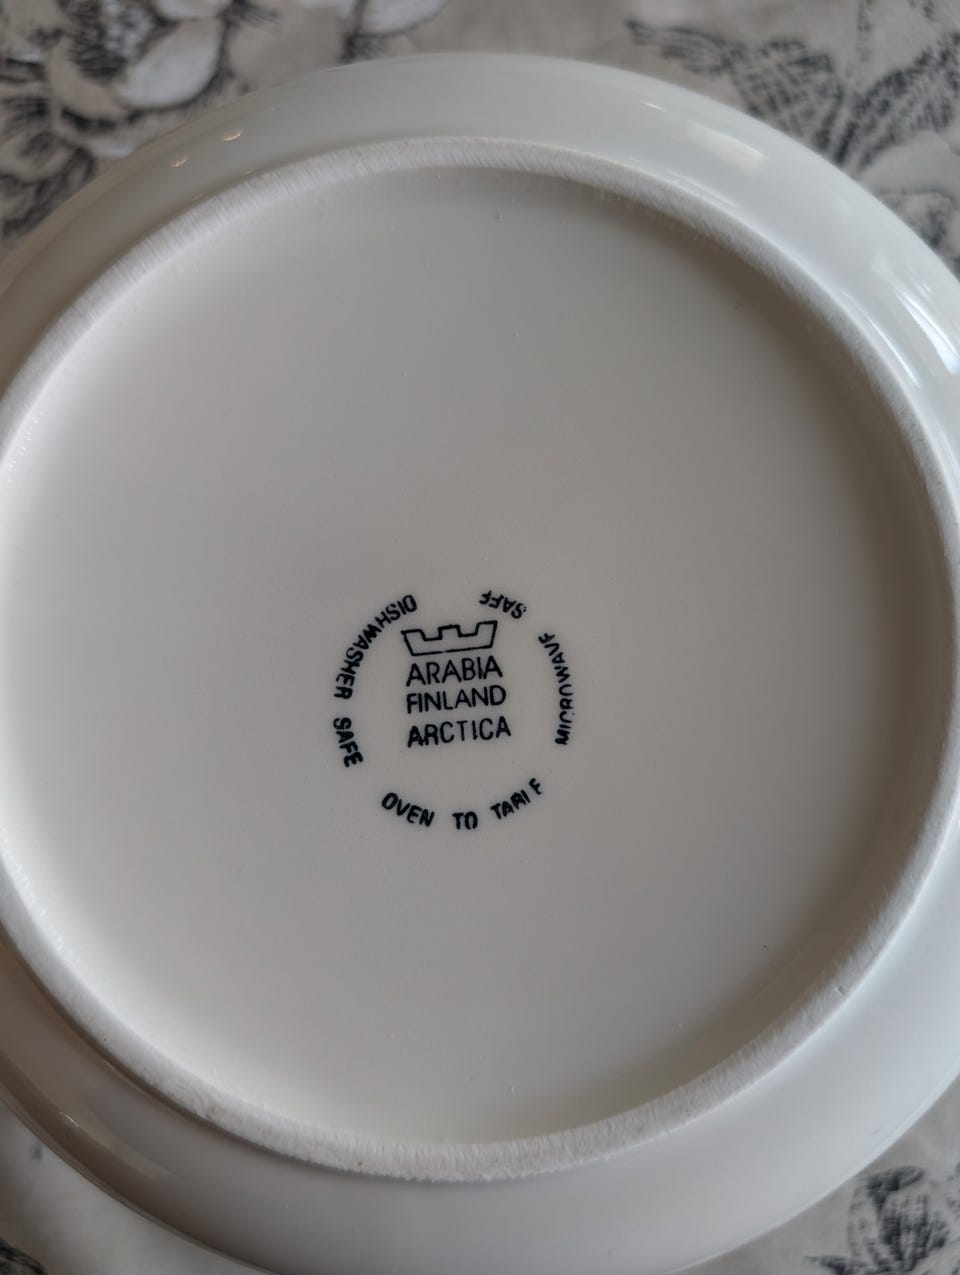 ARABIA
FINLAND
ARCTICA
DISHWASHER SAFE
OVEN TO TABLE
MICROWAVE SAFE